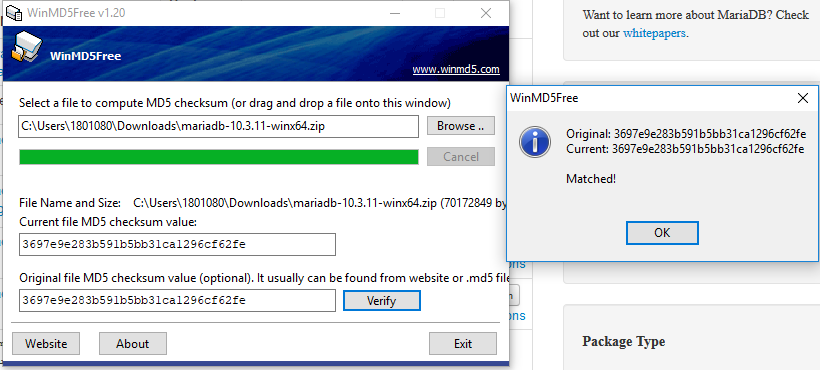 WinMD5Free v1.20
WinMD5Free
www.winmd5.com
Select a file to compute MD5 checksum (or drag and drop a file onto this window)
C:\Users\1801080\Downloads\mariadb-10.3.11-winx64.zip
Browse ..
Cancel
File Name and Size: C:\Users\1801080\Downloads\mariadb-10.3.11-winx64.zip (70172849 by
Current file MD5 checksum value:
3697e9e283b591b5bb31ca1296cf62fe
Original file MD5 checksum value (optional). It usually can be found from website or .md5 file
3697e9e283b591b5bb31ca1296cf62fe
Verify
Website
About
Exit
Want to learn more about MariaDB? Check
out our whitepapers.
WinMD5Free
Original: 3697e9e283b591b5bb31ca1296cf62fe
Current: 3697e9e283b591b5bb31ca1296cf62fe
Matched!
OK
ons
ons
Package Type